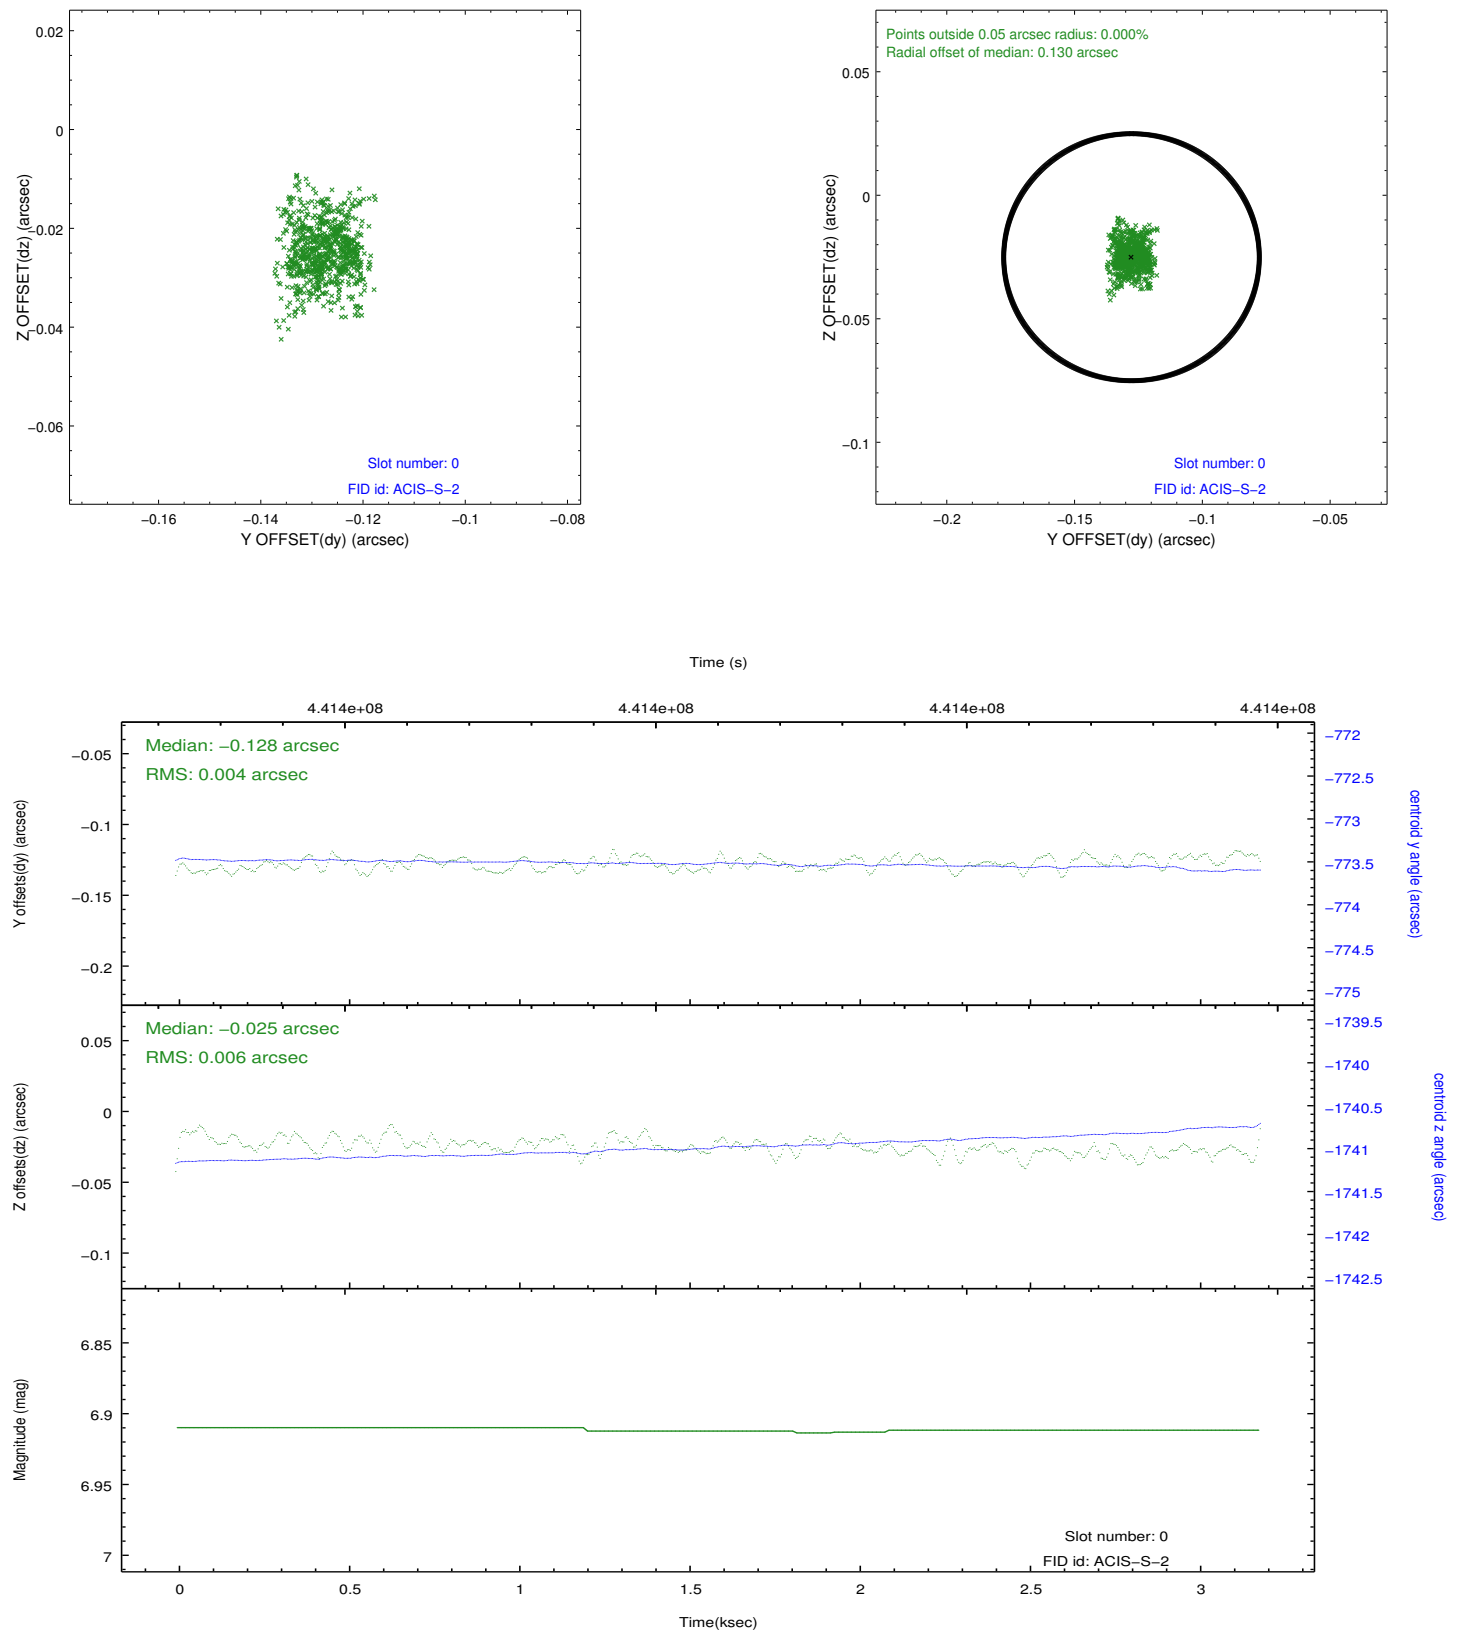 0.02
0
−0.02
−0.04
−0.06
Z OFFSET(dz) (arcsec)
Slot number: 0
FID id: ACIS−S−2
−0.16
−0.14
−0.12
−0.1
−0.08
Y OFFSET(dy) (arcsec)
Points outside 0.05 arcsec radius: 0.000%
Radial offset of median: 0.130 arcsec
0.05
0
−0.05
−0.1
Z OFFSET(dz) (arcsec)
Slot number: 0
FID id: ACIS−S−2
−0.2
−0.15
−0.1
−0.05
Y OFFSET(dy) (arcsec)
Time (s)
4.414e+08
4.414e+08
4.414e+08
4.414e+08
Median: −0.128 arcsec
RMS: 0.004 arcsec
−0.05
−0.1
−0.15
−0.2
Y offsets(dy) (arcsec)
−772
−772.5
−773
−773.5
−774
−774.5
−775
centroid y angle (arcsec)
Median: −0.025 arcsec
RMS: 0.006 arcsec
0.05
0
−0.05
−0.1
Z offsets(dz) (arcsec)
−1739.5
−1740
−1740.5
−1741
−1741.5
−1742
−1742.5
centroid z angle (arcsec)
6.85
6.9
6.95
7
Magnitude (mag)
Slot number: 0
FID id: ACIS−S−2
0
0.5
1
1.5
2
2.5
3
Time(ksec)